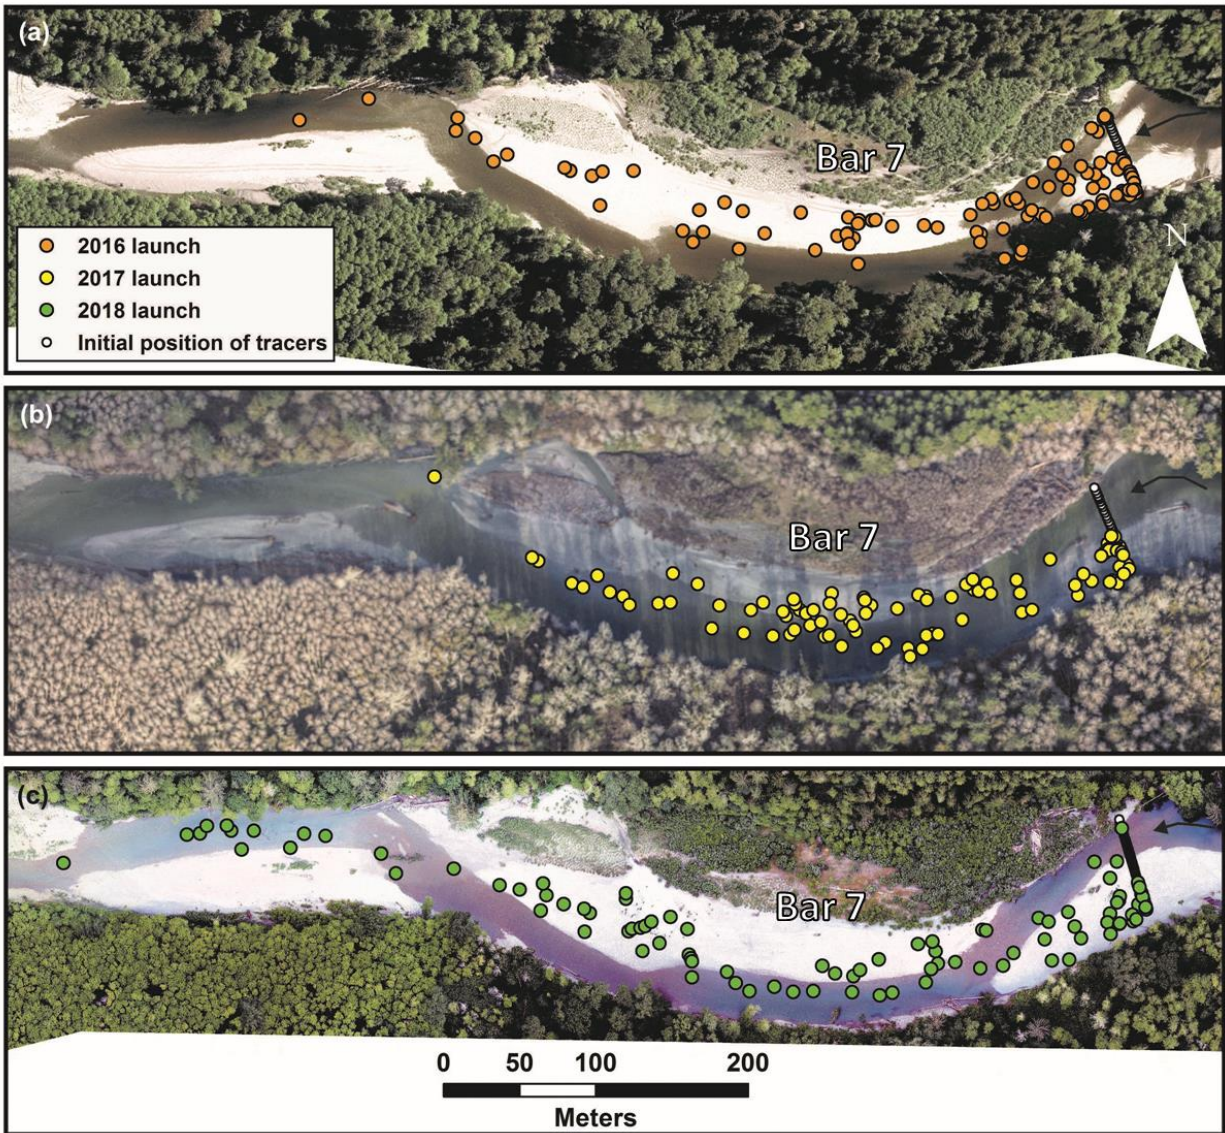 (a)
Bar 7
N
2016 launch
2017 launch
2018 launch
Initial position of tracers
(b)
Bar 7
(c)
Bar 7
0 50 100 200
Meters